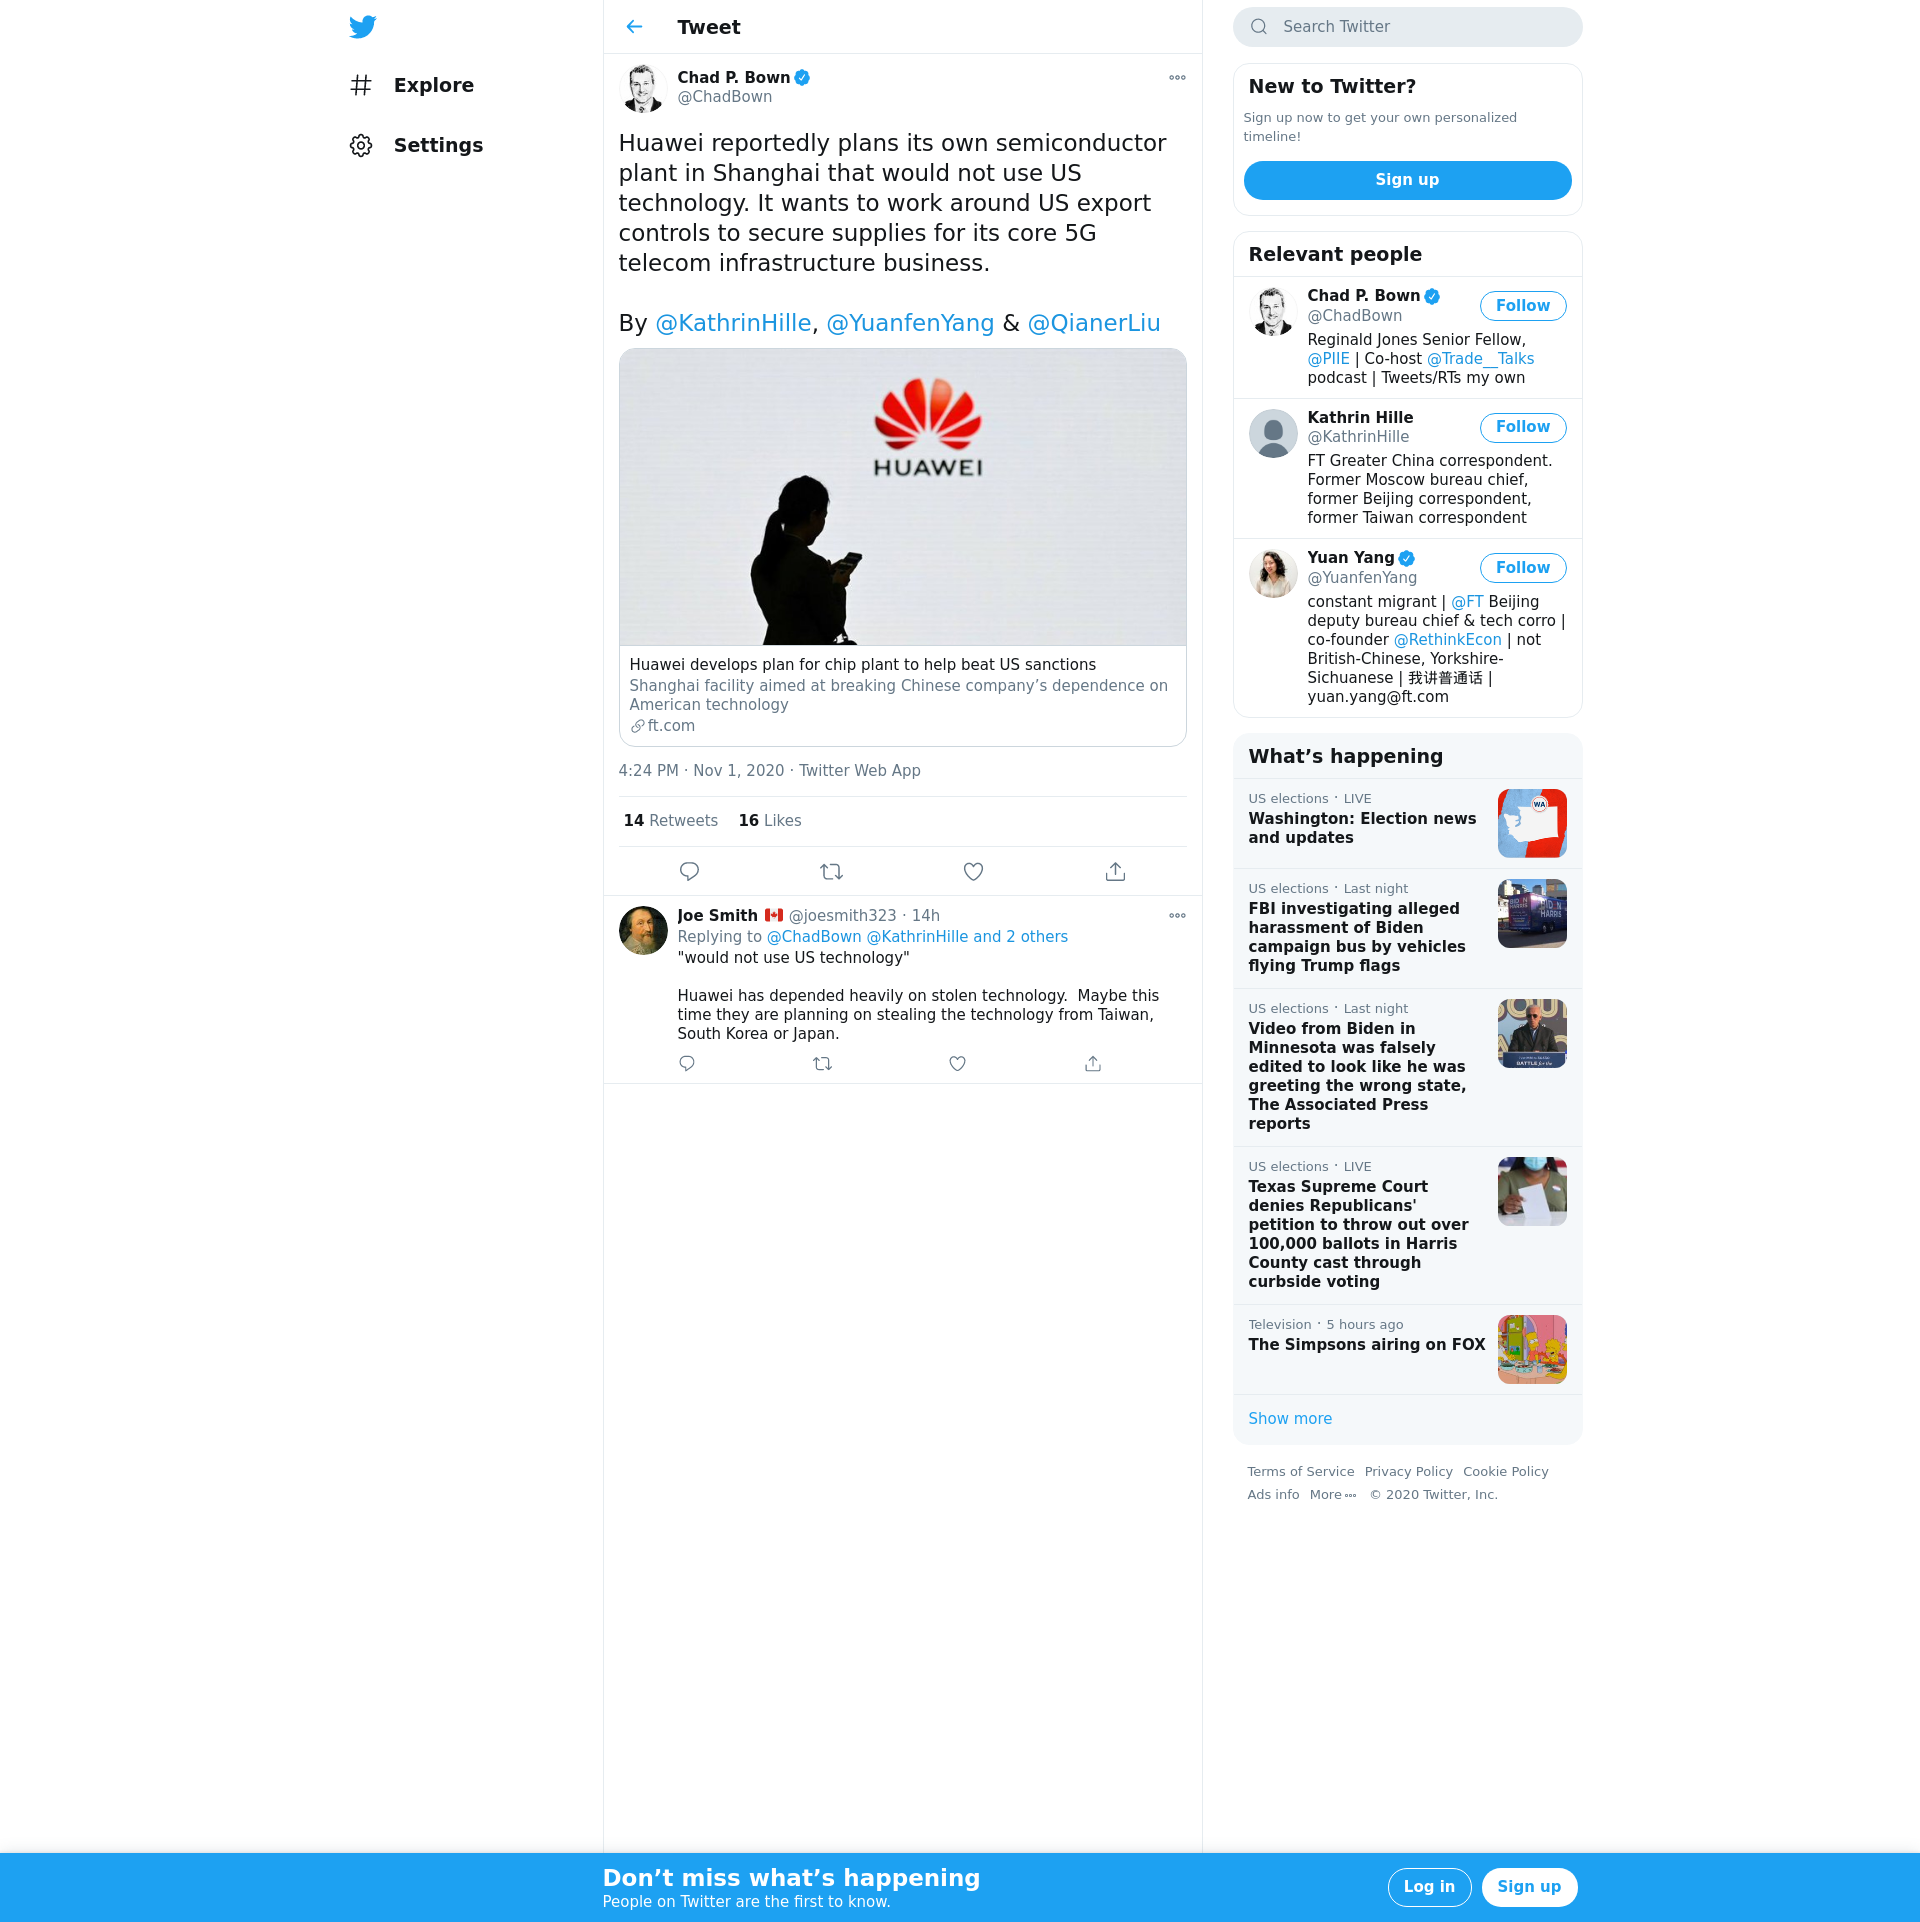 Explore
Settings
Tweet
Chad P. Bown
@ChadBown
Huawei reportedly plans its own semiconductor
plant in Shanghai that would not use US
technology. It wants to work around US export
controls to secure supplies for its core 5G
telecom infrastructure business.
By @KathrinHille, @YuanfenYang & @QianerLiu
HUAWEI
Huawei develops plan for chip plant to help beat US sanctions
Shanghai facility aimed at breaking Chinese company’s dependence on
American technology
ft.com
4:24 PM · Nov 1, 2020 · Twitter Web App
14 Retweets 16 Likes
Joe Smith @joesmith323 · 14h
Replying to @ChadBown @KathrinHille and 2 others
"would not use US technology"
Huawei has depended heavily on stolen technology.  Maybe this
time they are planning on stealing the technology from Taiwan,
South Korea or Japan.
Search Twitter
New to Twitter?
Sign up now to get your own personalized
timeline!
Sign up
Relevant people
Chad P. Bown
@ChadBown
Follow
Reginald Jones Senior Fellow,
@PIIE | Co-host @Trade__Talks
podcast | Tweets/RTs my own
Kathrin Hille
@KathrinHille
Follow
FT Greater China correspondent.
Former Moscow bureau chief,
former Beijing correspondent,
former Taiwan correspondent
Yuan Yang
@YuanfenYang
Follow
constant migrant | @FT Beijing
deputy bureau chief & tech corro |
co-founder @RethinkEcon | not
British-Chinese, Yorkshire-
Sichuanese | 我讲普通话 |
yuan.yang@ft.com
What’s happening
US elections · LIVE
Washington: Election news
and updates
WA
US elections · Last night
FBI investigating alleged
harassment of Biden
campaign bus by vehicles
flying Trump flags
US elections · Last night
Video from Biden in
Minnesota was falsely
edited to look like he was
greeting the wrong state,
The Associated Press
reports
BATTLE for the
US elections · LIVE
Texas Supreme Court
denies Republicans'
petition to throw out over
100,000 ballots in Harris
County cast through
curbside voting
Television · 5 hours ago
The Simpsons airing on FOX
Show more
Terms of Service Privacy Policy Cookie Policy
Ads info More © 2020 Twitter, Inc.
Don’t miss what’s happening
People on Twitter are the first to know.
Log in
Sign up